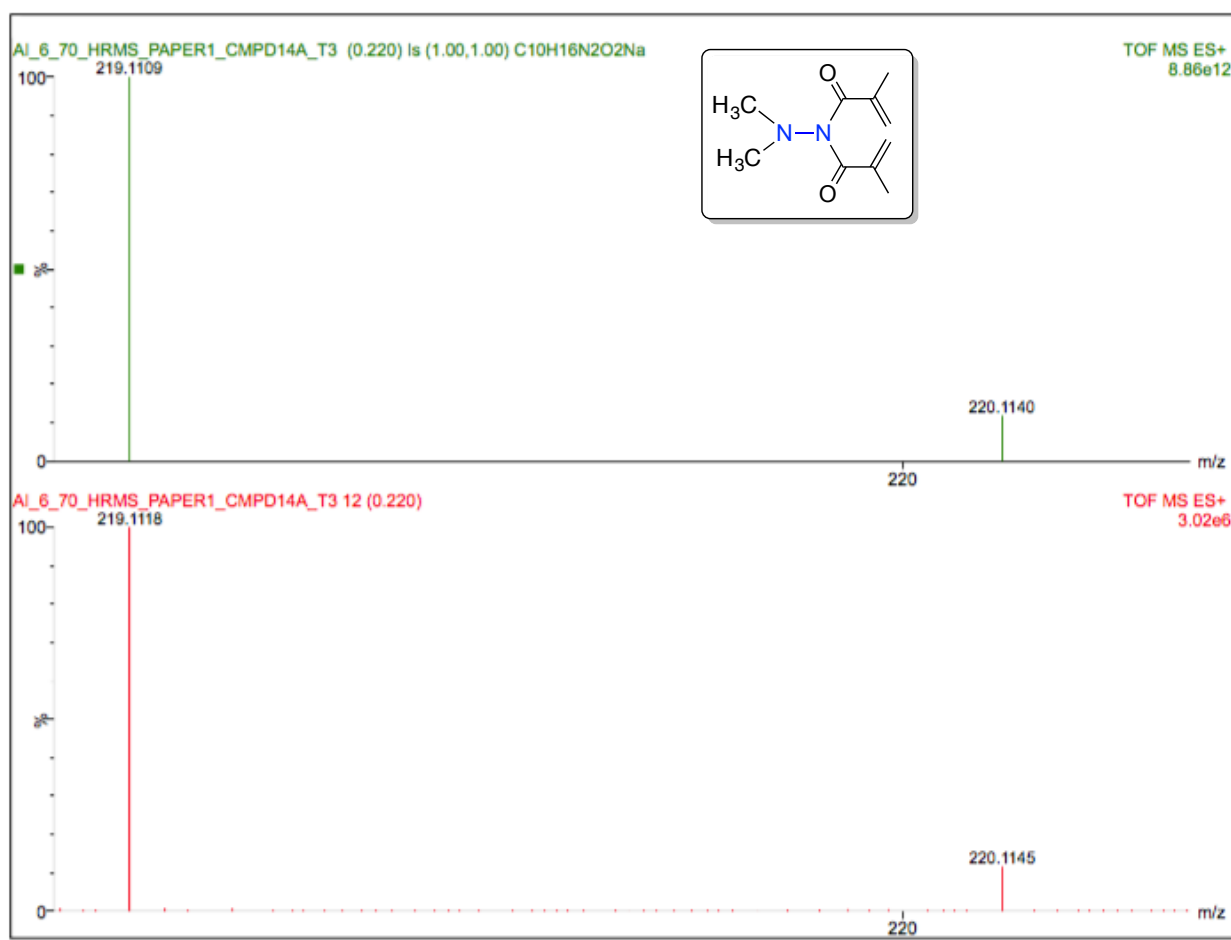 AI_6_70_HRMS_PAPER1_CMPD14A_T3 (0.220) Is (1.00,1.00) C10H16N2O2Na
TOF MS ES+
8.86e12
219.1109
100
%
0
220.1140
220
m/z
O
H₃C
N
N
H₃C
O
AI_6_70_HRMS_PAPER1_CMPD14A_T3 12 (0.220)
TOF MS ES+
3.02e6
219.1118
100
%
0
220.1145
220
m/z